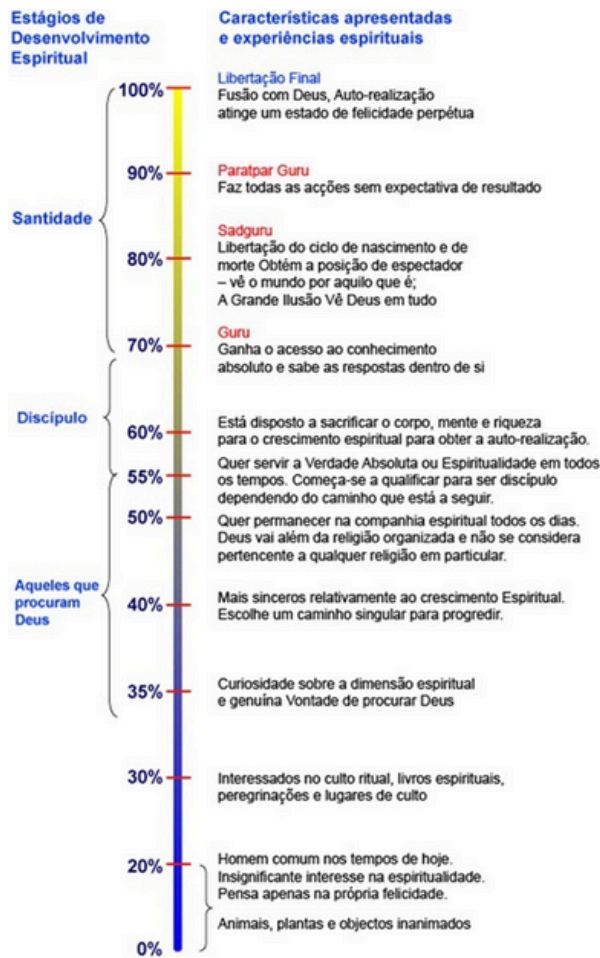 Estágios de
Desenvolvimento
Espiritual
Características apresentadas
e experiências espirituais
100%
Libertação Final
Fusão com Deus, Auto-realização
atinge um estado de felicidade perpétua
90%
Paratpar Guru
Faz todas as acções sem expectativa de resultado
Santidade
80%
Sadguru
Libertação do ciclo de nascimento e de
morte Obtém a posição de espectador
– vê o mundo por aquilo que é;
A Grande Ilusão Vê Deus em tudo
70%
Guru
Ganha o acesso ao conhecimento
absoluto e sabe as respostas dentro de si
Discípulo
60%
Está disposto a sacrificar o corpo, mente e riqueza
para o crescimento espiritual para obter a auto-realização.
55%
Quer servir a Verdade Absoluta ou Espiritualidade em todos
os tempos. Começa-se a qualificar para ser discípulo
dependendo do caminho que está a seguir.
50%
Quer permanecer na companhia espiritual todos os dias.
Deus vai além da religião organizada e não se considera
pertencente a qualquer religião em particular.
Aqueles que
procuram
Deus
40%
Mais sinceros relativamente ao crescimento Espiritual.
Escolhe um caminho singular para progredir.
35%
Curiosidade sobre a dimensão espiritual
e genuína Vontade de procurar Deus
30%
Interessados no culto ritual, livros espirituais,
peregrinações e lugares de culto
20%
Homem comum nos tempos de hoje.
Insignificante interesse na espiritualidade.
Pensa apenas na própria felicidade.
Animais, plantas e objectos inanimados
0%